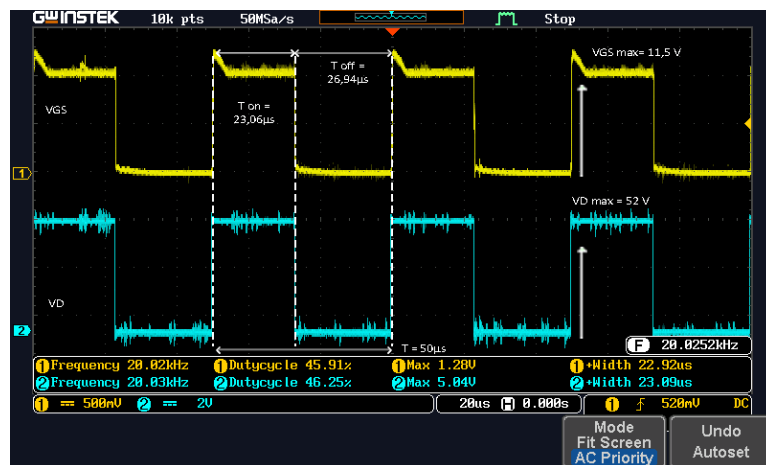 GWINSTEK 10k pts 50MSa/s Stop
VGS max= 11,5 V
T off =
26,94µs
VGS
T on =
23,06µs
1
VD max = 52 V
VD
2
T = 50µs
F 20.0252kHz
1 Frequency 20.02kHz 1 Dutycycle 45.91% 1 Max 1.28V 1 +Width 22.92us
2 Frequency 20.03kHz 2 Dutycycle 46.25% 2 Max 5.04V 2 +Width 23.09us
1 500mV 2 2V 20us H 0.000s 1 520mV DC
Mode
Fit Screen
AC Priority
Undo
Autoset